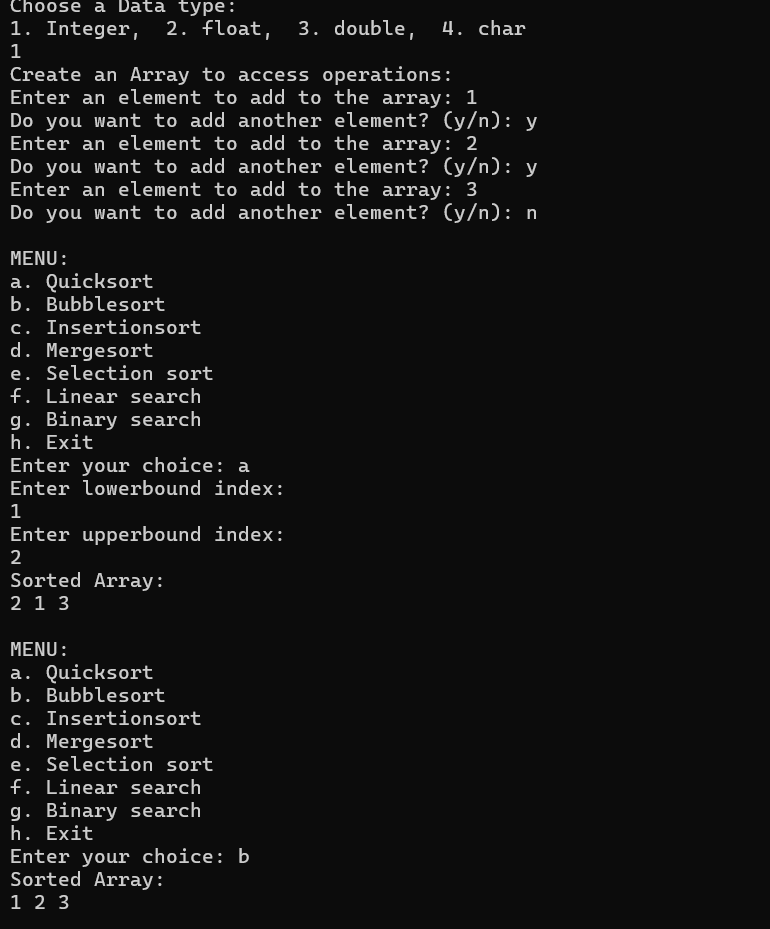 Choose a Data type:
1. Integer,  2. float,  3. double,  4. char
1
Create an Array to access operations:
Enter an element to add to the array: 1
Do you want to add another element? (y/n): y
Enter an element to add to the array: 2
Do you want to add another element? (y/n): y
Enter an element to add to the array: 3
Do you want to add another element? (y/n): n

MENU:
a. Quicksort
b. Bubblesort
c. Insertionsort
d. Mergesort
e. Selection sort
f. Linear search
g. Binary search
h. Exit
Enter your choice: a
Enter lowerbound index:
1
Enter upperbound index:
2
Sorted Array:
2 1 3

MENU:
a. Quicksort
b. Bubblesort
c. Insertionsort
d. Mergesort
e. Selection sort
f. Linear search
g. Binary search
h. Exit
Enter your choice: b
Sorted Array:
1 2 3